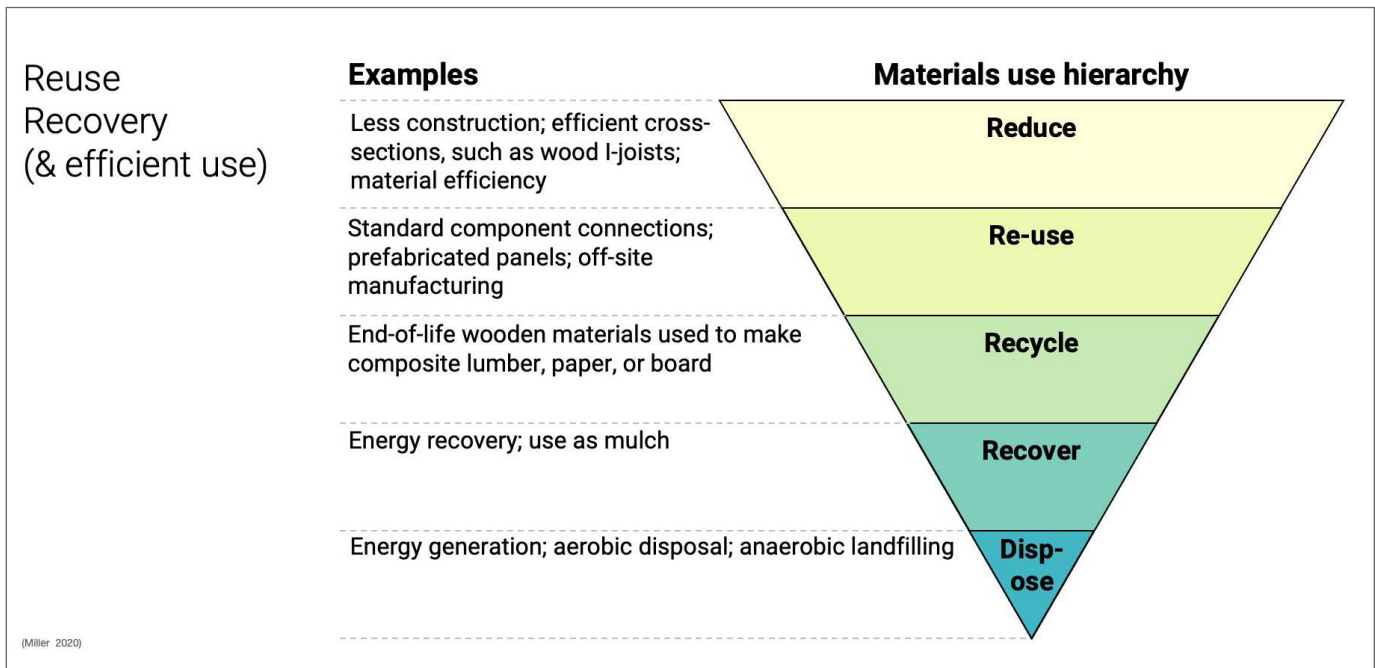 Reuse
Recovery
(& efficient use)
Examples
Materials use hierarchy
Less construction; efficient cross-
sections, such as wood I-joists;
material efficiency
Reduce
Standard component connections;
prefabricated panels; off-site
manufacturing
Re-use
End-of-life wooden materials used to make
composite lumber, paper, or board
Recycle
Energy recovery; use as mulch
Recover
Energy generation; aerobic disposal; anaerobic landfilling
Disp-
ose
(Miller 2020)